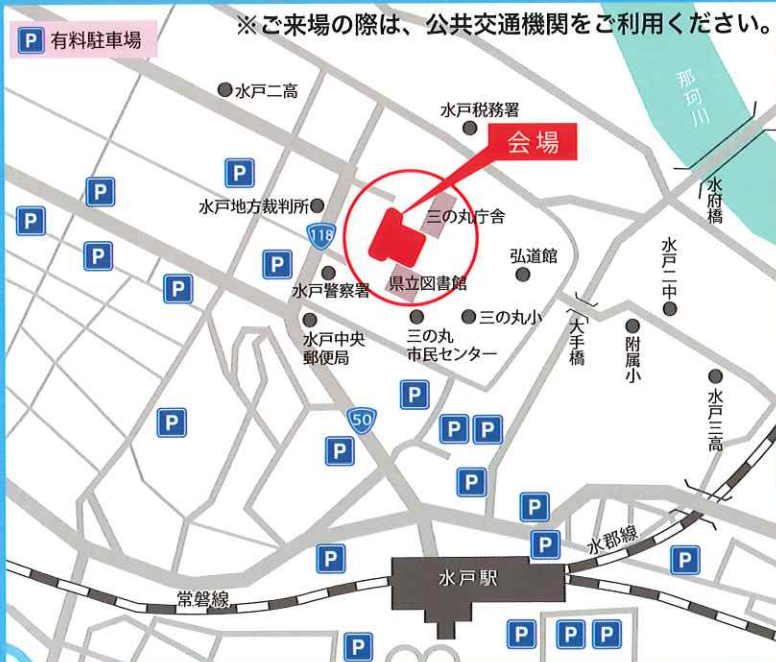 ※ご来場の際は、公共交通機関をご利用ください。
P 有料駐車場
那珂川
水戸二高
水戸税務署
会場
水府橋
P
P
水戸地方裁判所
三の丸庁舎
P
118
弘道館
水戸二中
P
P
水戸警察署
県立図書館
P
水戸中央
郵便局
三の丸
市民センター
三の丸小
大手橋
附属小
水戸三高
P
50
P
P
P
P
P
P
P
P
水郡線
P
P
水戸駅
常磐線
P
P
P
P